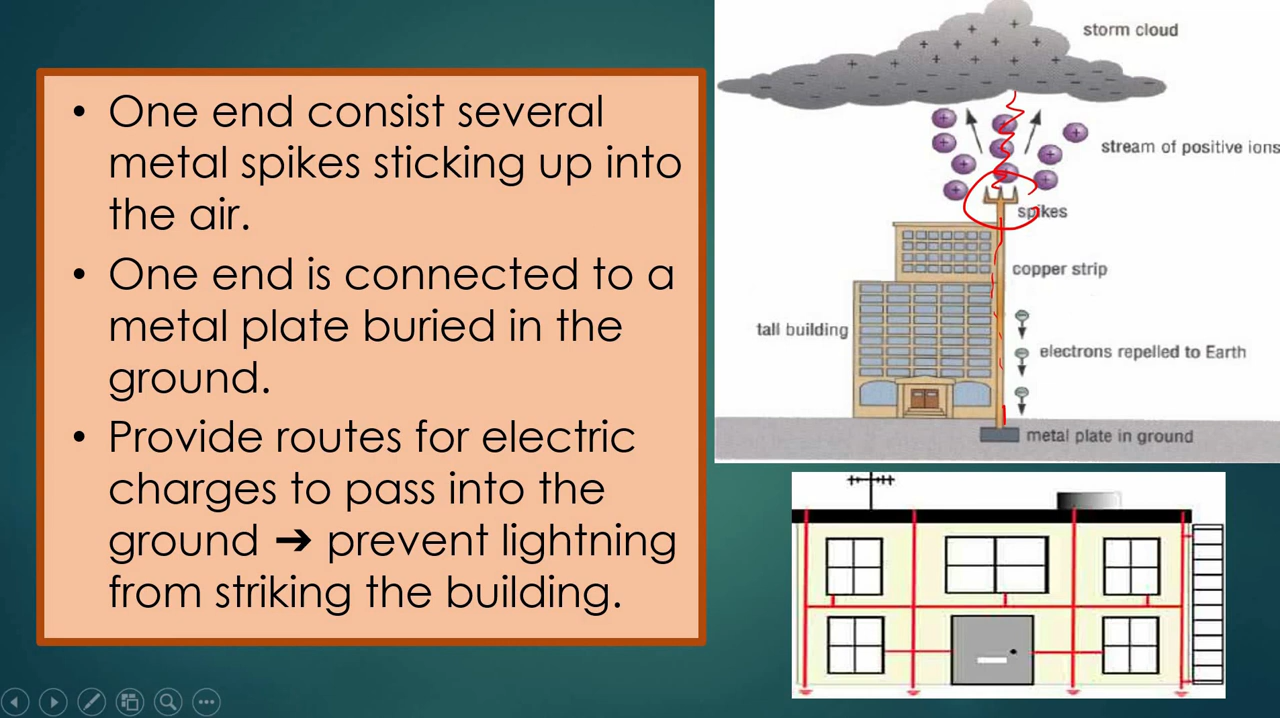 • One end consist several
metal spikes sticking up into
the air.
• One end is connected to a
metal plate buried in the
ground.
• Provide routes for electric
charges to pass into the
ground ➔ prevent lightning
from striking the building.
storm cloud
stream of positive ions
spikes
copper strip
tall building
electrons repelled to Earth
metal plate in ground